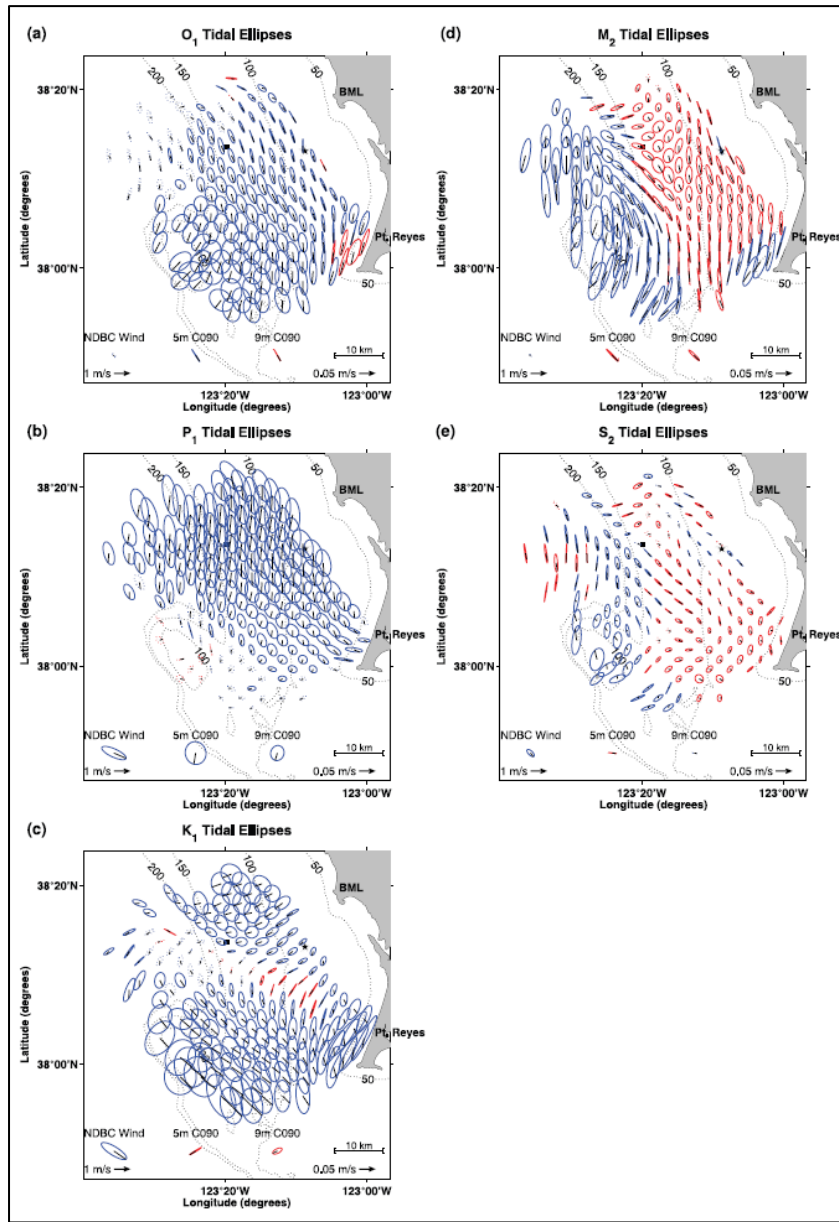 (a)
O1 Tidal Ellipses
200
150
100
50
BML
38°20'N
Latitude (degrees)
Pt. Reyes
38°00'N
50
NDBC Wind 5m C090 9m C090
10 km
1 m/s
0.05 m/s
123°20'W 123°00'W
Longitude (degrees)
(b)
P1 Tidal Ellipses
200
150
100
50
BML
38°20'N
Latitude (degrees)
Pt. Reyes
38°00'N
100
50
NDBC Wind 5m C090 9m C090
10 km
1 m/s
0.05 m/s
123°20'W 123°00'W
Longitude (degrees)
(c)
K1 Tidal Ellipses
200
150
100
50
BML
38°20'N
Latitude (degrees)
Pt. Reyes
38°00'N
50
NDBC Wind 5m C090 9m C090
10 km
1 m/s
0.05 m/s
123°20'W 123°00'W
Longitude (degrees)
(d)
M2 Tidal Ellipses
200
150
100
50
BML
38°20'N
Latitude (degrees)
Pt. Reyes
38°00'N
50
NDBC Wind 5m C090 9m C090
10 km
1 m/s
0.05 m/s
123°20'W 123°00'W
Longitude (degrees)
(e)
S2 Tidal Ellipses
200
150
100
50
BML
38°20'N
Latitude (degrees)
Pt. Reyes
38°00'N
100
50
NDBC Wind 5m C090 9m C090
10 km
1 m/s
0.05 m/s
123°20'W 123°00'W
Longitude (degrees)